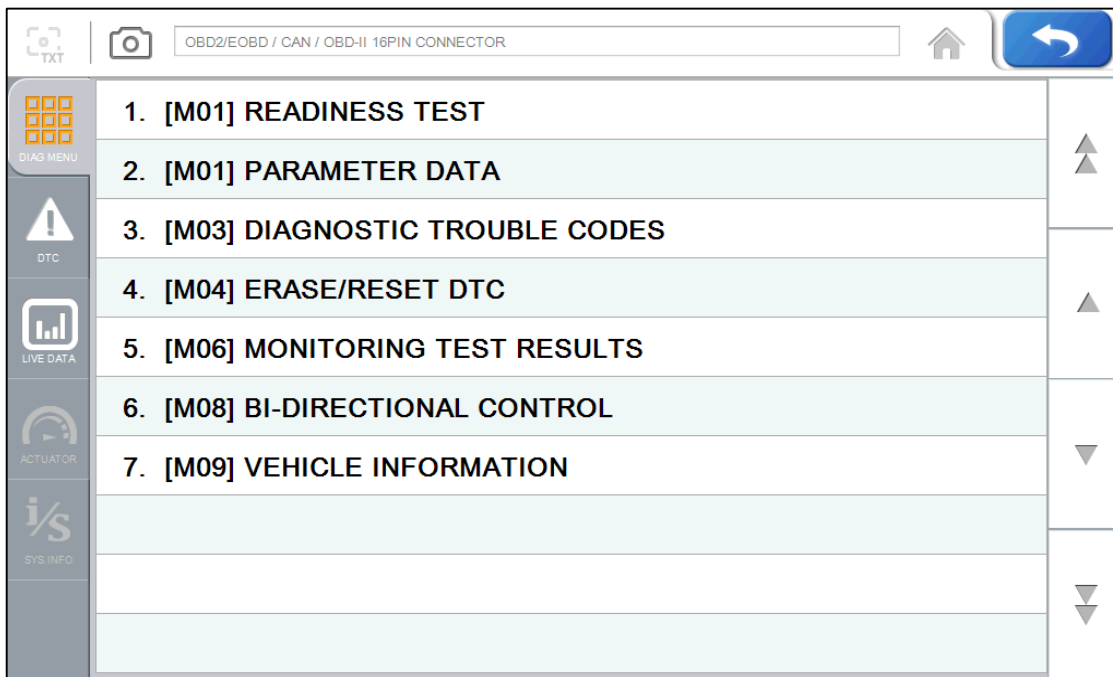 TXT
OBD2/EOBD / CAN / OBD-II 16PIN CONNECTOR
DIAG MENU
DTC
LIVE DATA
ACTUATOR
i/S
SYS.INFO
1. [M01] READINESS TEST
2. [M01] PARAMETER DATA
3. [M03] DIAGNOSTIC TROUBLE CODES
4. [M04] ERASE/RESET DTC
5. [M06] MONITORING TEST RESULTS
6. [M08] BI-DIRECTIONAL CONTROL
7. [M09] VEHICLE INFORMATION